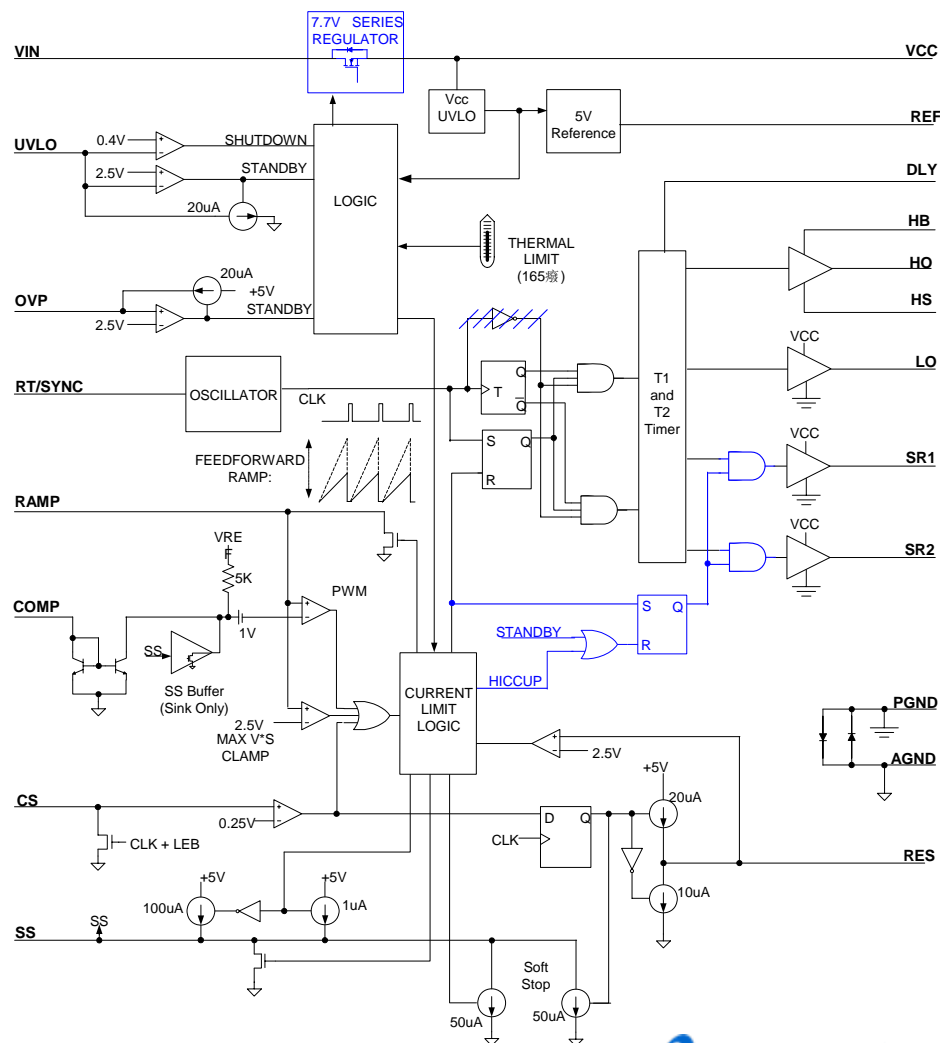 7.7V SERIES
REGULATOR
VIN
VCC
Vcc
UVLO
5V
Reference
REF
0.4V
SHUTDOWN
UVLO
2.5V
STANDBY
20uA
LOGIC
DLY
HB
HO
HS
THERMAL
LIMIT
(165癈)
20uA
+5V
OVP
2.5V
STANDBY
VCC
LO
RT/SYNC
OSCILLATOR
CLK
T
Q
Q
T1
and
T2
Timer
FEEDFORWARD
RAMP:
S
Q
R
VCC
SR1
RAMP
VCC
SR2
VRE
F
5K
PWM
COMP
1V
SS
SS Buffer
(Sink Only)
S
Q
R
STANDBY
HICCUP
CURRENT
LIMIT
LOGIC
2.5V
MAX V*S
CLAMP
2.5V
PGND
AGND
+5V
CS
0.25V
20uA
D
Q
CLK
CLK + LEB
RES
10uA
+5V
+5V
100uA
1uA
SS
SS
Soft
Stop
50uA
50uA